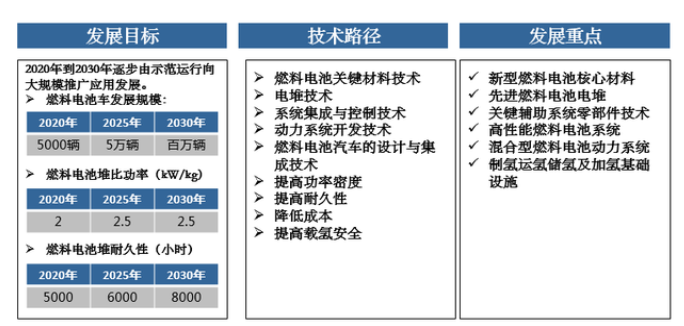 发展目标
2020年到2030年逐步由示范运行向
大规模推广应用发展。
➢ 燃料电池车发展规模：
2020年 2025年 2030年
5000辆 5万辆 百万辆
➢ 燃料电池堆比功率（kW/kg)
2020年 2025年 2030年
2 2.5 2.5
➢ 燃料电池堆耐久性（小时）
2020年 2025年 2030年
5000 6000 8000
技术路径
➢ 燃料电池关键材料技术
➢ 电堆技术
➢ 系统集成与控制技术
➢ 动力系统开发技术
➢ 燃料电池汽车的设计与集
成技术
➢ 提高功率密度
➢ 提高耐久性
➢ 降低成本
➢ 提高载氢安全
发展重点
✓ 新型燃料电池核心材料
✓ 先进燃料电池电堆
✓ 关键辅助系统零部件技术
✓ 高性能燃料电池系统
✓ 混合型燃料电池动力系统
✓ 制氢运氢储氢及加氢基础
设施